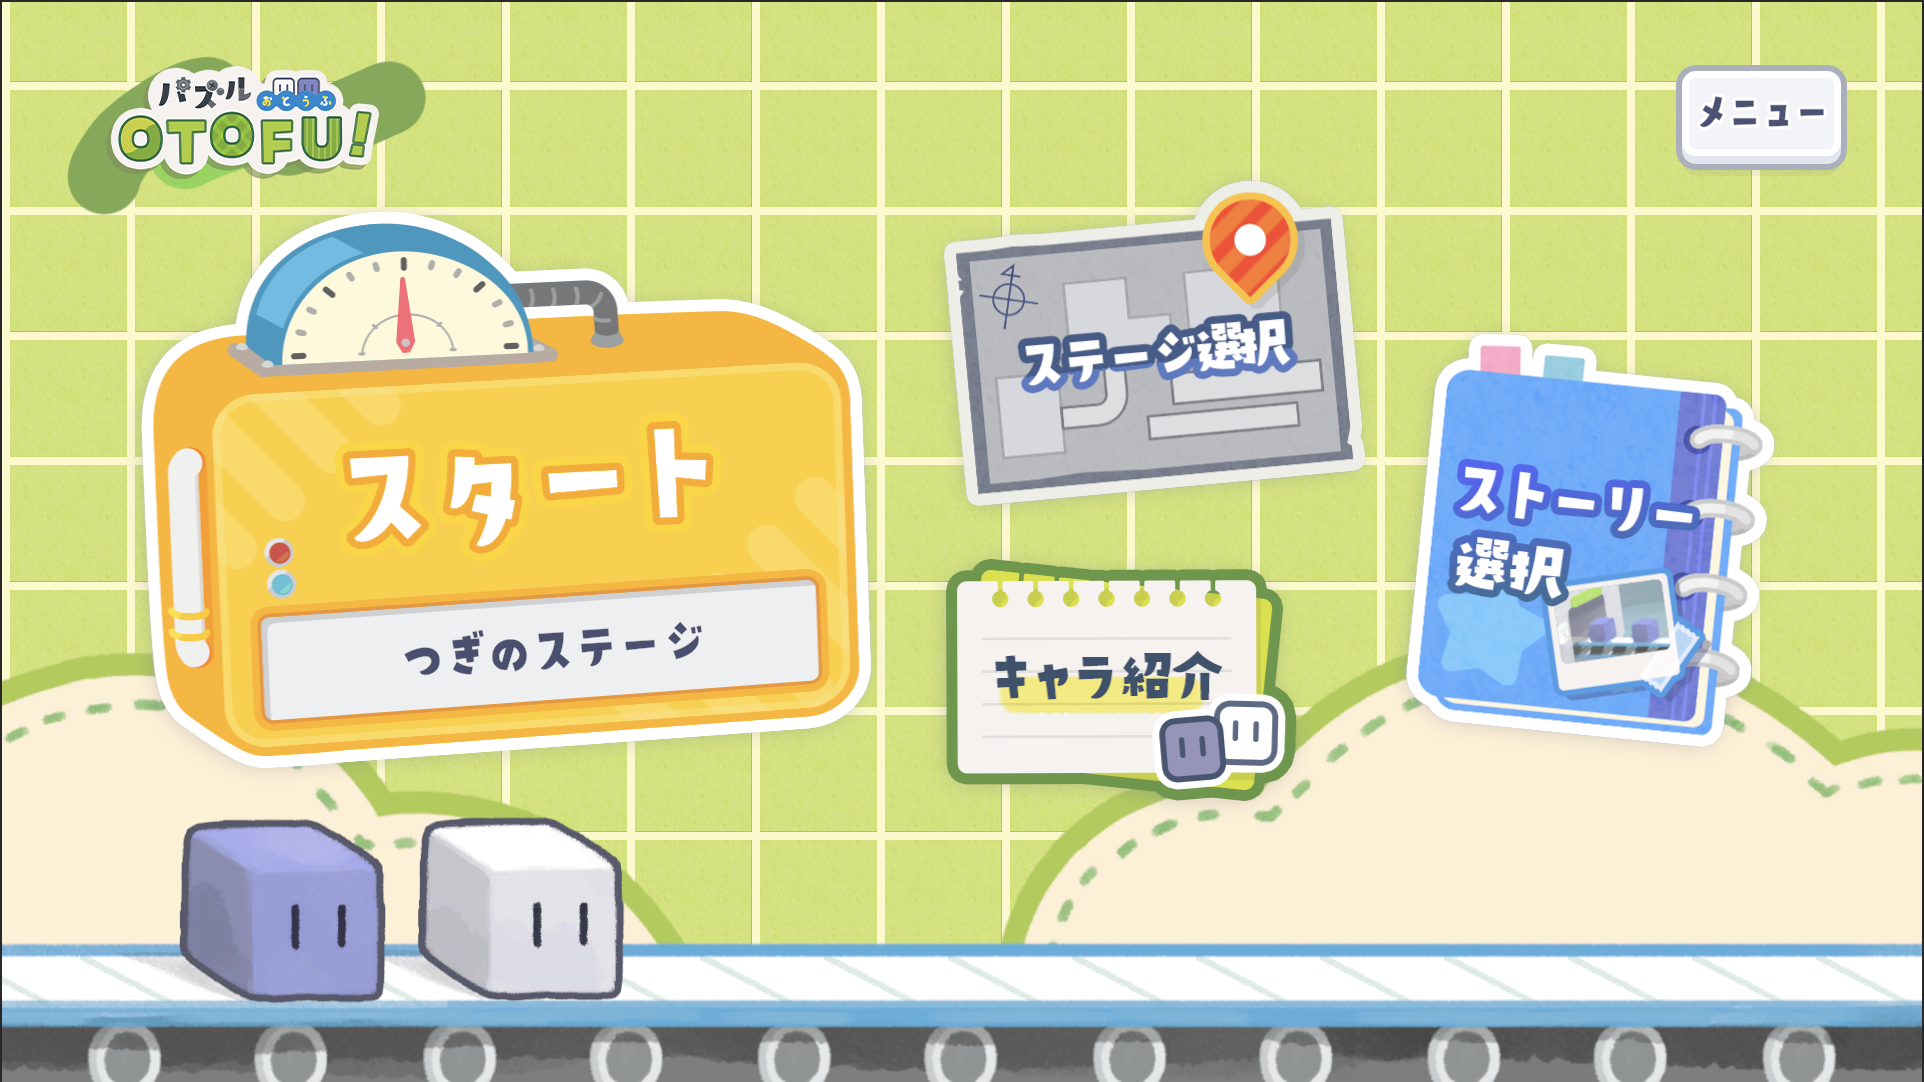 パズル
おとうふ
OTOFU!
メニュー
スタート
つぎのステージ
ステージ選択
キャラ紹介
ストーリー
選択